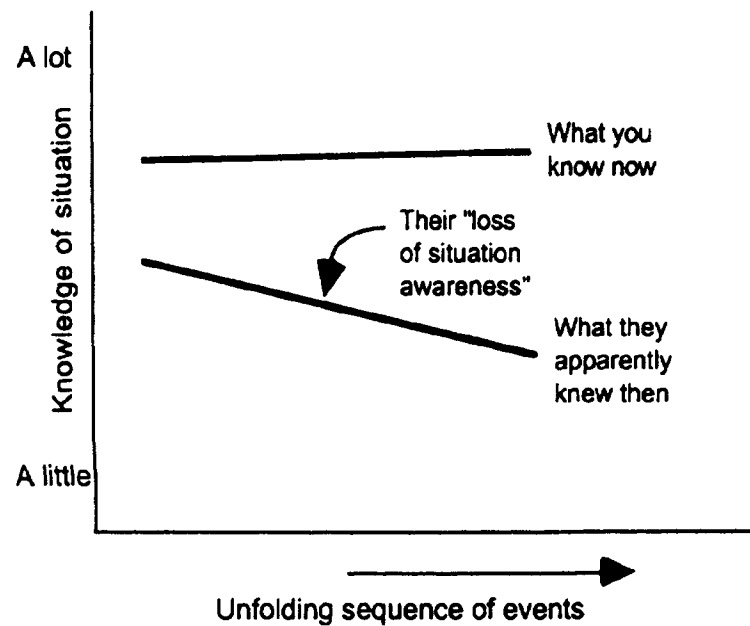 A lot
Knowledge of situation
A little
What you
know now
Their "loss
of situation
awareness"
What they
apparently
knew then
Unfolding sequence of events